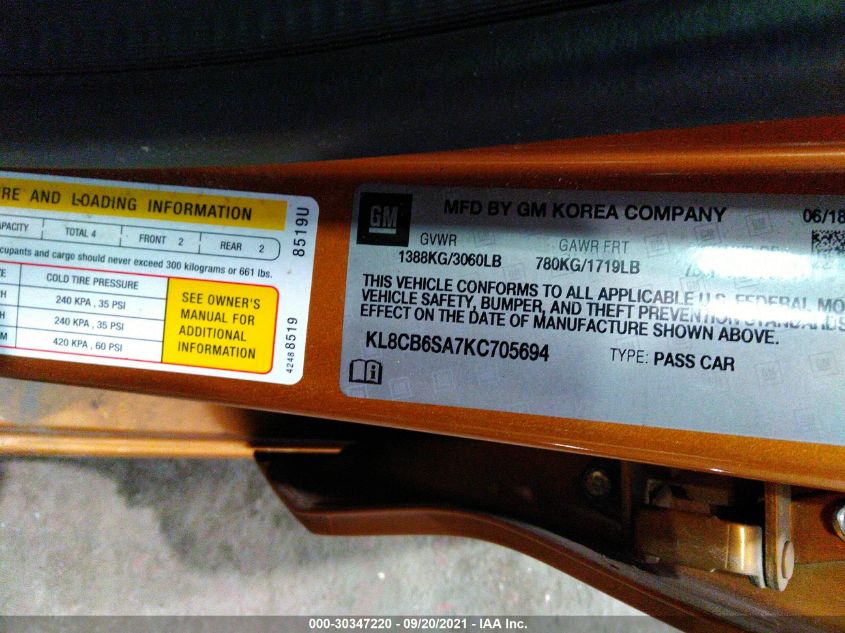 RE AND LOADING INFORMATION
APACITY TOTAL 4 FRONT 2 REAR 2
cupants and cargo should never exceed 300 kilograms or 661 lbs.
ZE COLD TIRE PRESSURE
CH 240 KPA , 35 PSI
CH 240 KPA , 35 PSI
M 420 KPA , 60 PSI
SEE OWNER'S
MANUAL FOR
ADDITIONAL
INFORMATION
8519U
42488519
GM
MFD BY GM KOREA COMPANY 06/18
GVWR GAWR FRT
1388KG/3060LB 780KG/1719LB
THIS VEHICLE CONFORMS TO ALL APPLICABLE U.S. FEDERAL MO
VEHICLE SAFETY, BUMPER, AND THEFT PREVENTION STANDARDS
EFFECT ON THE DATE OF MANUFACTURE SHOWN ABOVE.
KL8CB6SA7KC705694 TYPE: PASS CAR
000-30347220 - 09/20/2021 - IAA Inc.